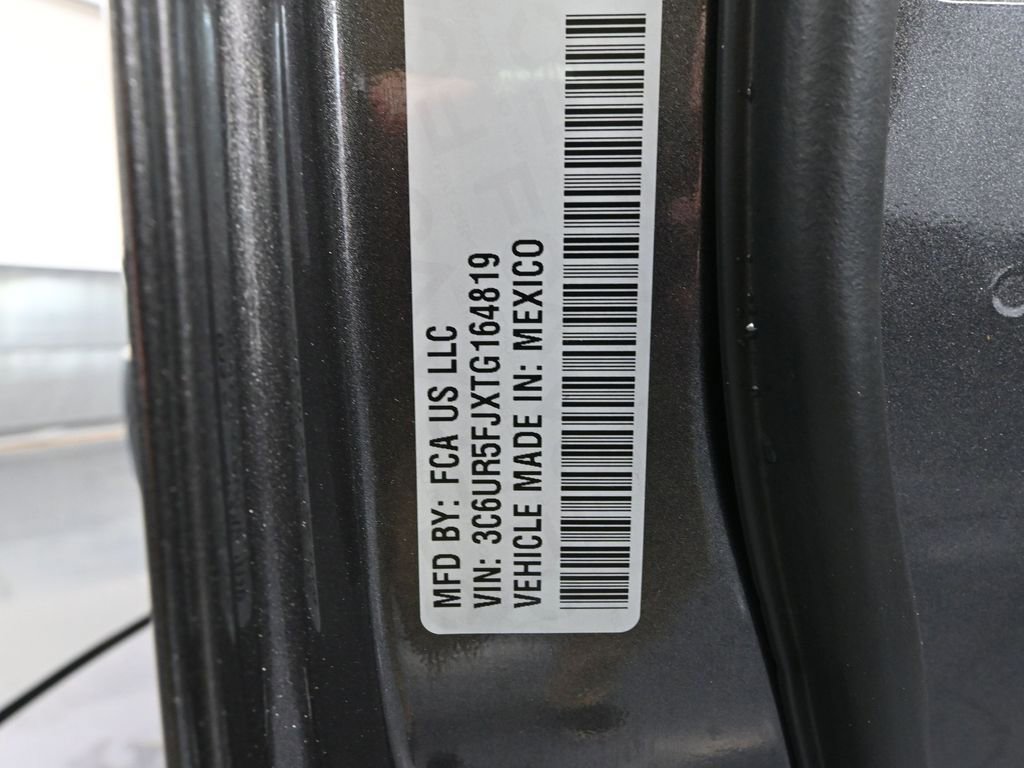 MFD BY: FCA US LLC
VIN: 3C6UR5FJXTG164819
VEHICLE MADE IN: MEXICO